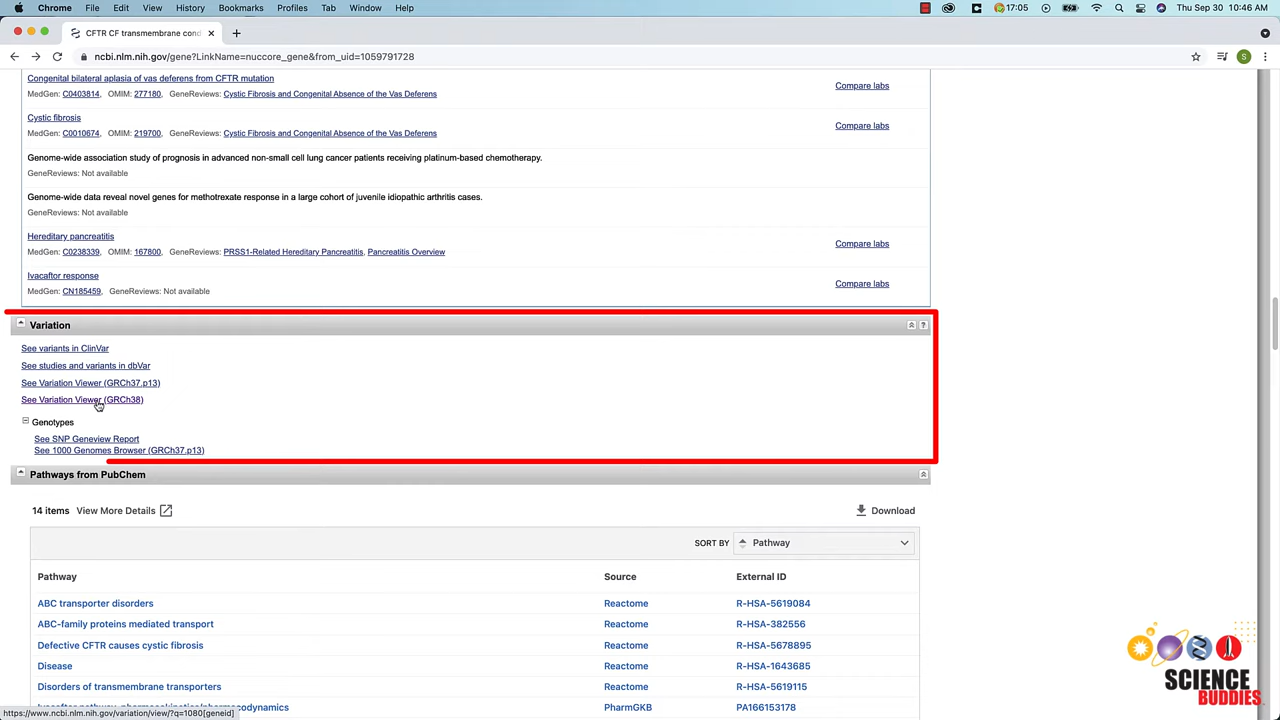 Chrome File Edit View History Bookmarks Profiles Tab Window Help 17:05 Thu Sep 30 10:46 AM
CFTR CF transmembrane cond
ncbi.nlm.nih.gov/gene?LinkName=nuccore_gene&from_uid=1059791728 S
Congenital bilateral aplasia of vas deferens from CFTR mutation
Compare labs
MedGen: C0403814, OMIM: 277180, GeneReviews: Cystic Fibrosis and Congenital Absence of the Vas Deferens
Cystic fibrosis
Compare labs
MedGen: C0010674, OMIM: 219700, GeneReviews: Cystic Fibrosis and Congenital Absence of the Vas Deferens
Genome-wide association study of prognosis in advanced non-small cell lung cancer patients receiving platinum-based chemotherapy.
GeneReviews: Not available
Genome-wide data reveal novel genes for methotrexate response in a large cohort of juvenile idiopathic arthritis cases.
GeneReviews: Not available
Hereditary pancreatitis
Compare labs
MedGen: C0238339, OMIM: 167800, GeneReviews: PRSS1-Related Hereditary Pancreatitis, Pancreatitis Overview
Ivacaftor response
Compare labs
MedGen: CN185459, GeneReviews: Not available
Variation ?
See variants in ClinVar
See studies and variants in dbVar
See Variation Viewer (GRCh37.p13)
See Variation Viewer (GRCh38)
Genotypes
See SNP Geneview Report
See 1000 Genomes Browser (GRCh37.p13)
Pathways from PubChem
14 items View More Details Download
SORT BY Pathway
Pathway Source External ID
ABC transporter disorders Reactome R-HSA-5619084
ABC-family proteins mediated transport Reactome R-HSA-382556
Defective CFTR causes cystic fibrosis Reactome R-HSA-5678895
Disease Reactome R-HSA-1643685
Disorders of transmembrane transporters Reactome R-HSA-5619115
PharmGKB PA166153178
https://www.ncbi.nlm.nih.gov/variation/view/?q=1080[geneid]
SCIENCE
BUDDIES